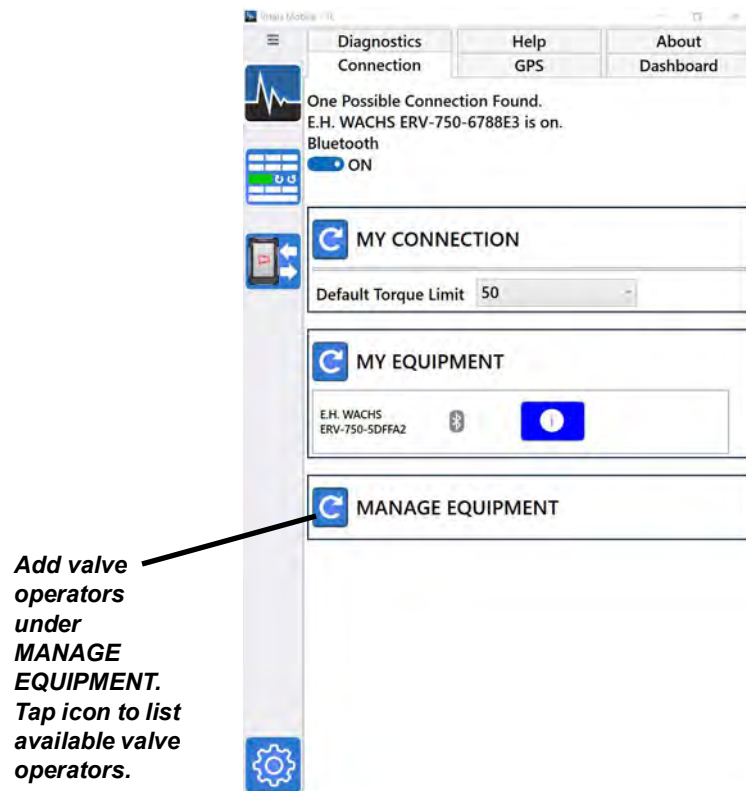 Diagnostics Help About
Connection GPS Dashboard
One Possible Connection Found.
E.H. WACHS ERV-750-6788E3 is on.
Bluetooth
ON
MY CONNECTION
Default Torque Limit 50
MY EQUIPMENT
E.H. WACHS
ERV-750-5DFFA2
MANAGE EQUIPMENT
Add valve
operators
under
MANAGE
EQUIPMENT.
Tap icon to list
available valve
operators.